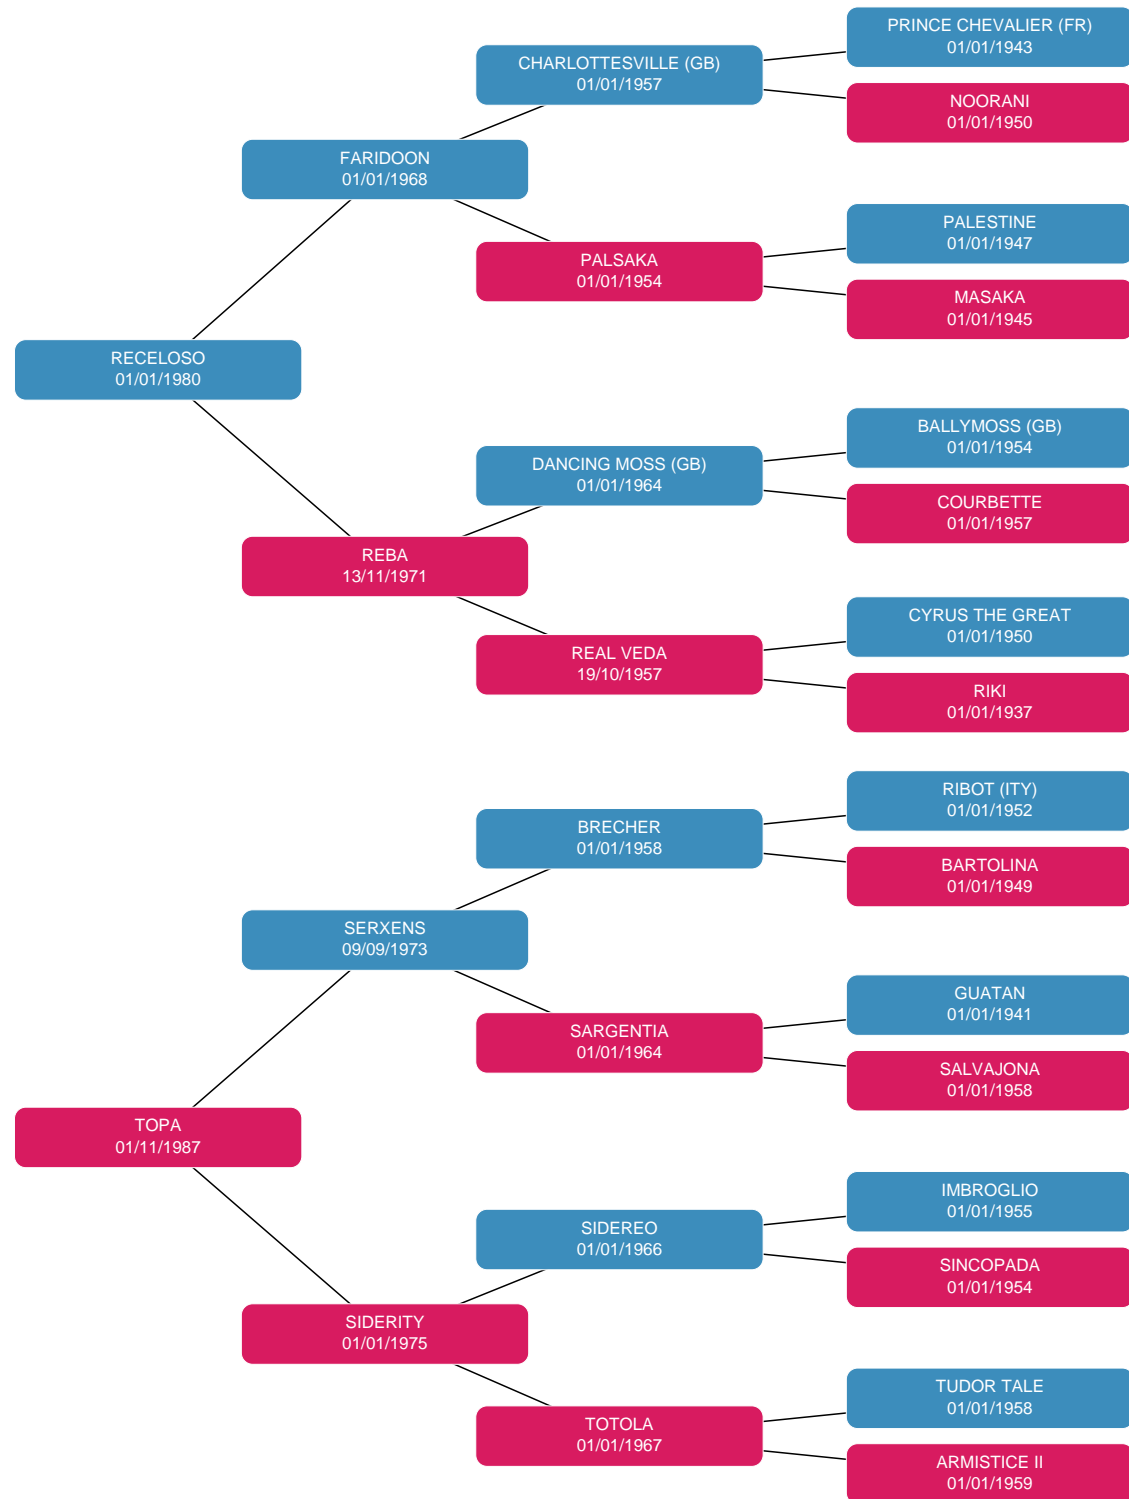 PRINCE CHEVALIER (FR)
01/01/1943
CHARLOTTESVILLE (GB)
01/01/1957
NOORANI
01/01/1950
FARIDOON
01/01/1968
PALESTINE
01/01/1947
PALSAKA
01/01/1954
MASAKA
01/01/1945
RECELOSO
01/01/1980
BALLYMOSS (GB)
01/01/1954
DANCING MOSS (GB)
01/01/1964
COURBETTE
01/01/1957
REBA
13/11/1971
CYRUS THE GREAT
01/01/1950
REAL VEDA
19/10/1957
RIKI
01/01/1937
RIBOT (ITY)
01/01/1952
BRECHER
01/01/1958
BARTOLINA
01/01/1949
SERXENS
09/09/1973
GUATAN
01/01/1941
SARGENTIA
01/01/1964
SALVAJONA
01/01/1958
TOPA
01/11/1987
IMBROGLIO
01/01/1955
SIDEREO
01/01/1966
SINCOPADA
01/01/1954
SIDERITY
01/01/1975
TUDOR TALE
01/01/1958
TOTOLA
01/01/1967
ARMISTICE II
01/01/1959